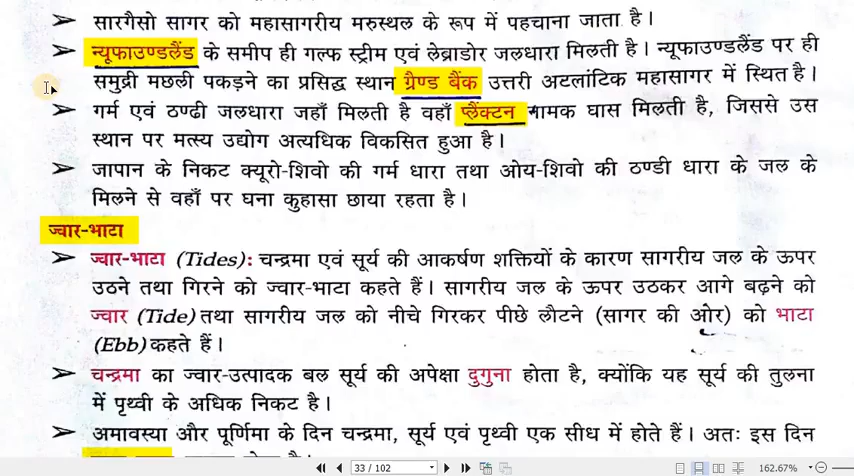 ➢ सारगैसो सागर को महासागरीय मरुस्थल के रूप में पहचाना जाता है।
➢ न्यूफाउण्डलैंड के समीप ही गल्फ स्ट्रीम एवं लेब्राडोर जलधारा मिलती है। न्यूफाउण्डलैंड पर ही
समुद्री मछली पकड़ने का प्रसिद्ध स्थान ग्रैण्ड बैंक उत्तरी अटलांटिक महासागर में स्थित है।
➢ गर्म एवं ठण्ढी जलधारा जहाँ मिलती है वहाँ प्लैंक्टन नामक घास मिलती है, जिससे उस
स्थान पर मत्स्य उद्योग अत्यधिक विकसित हुआ है।
➢ जापान के निकट क्यूरो-शिवो की गर्म धारा तथा ओय-शिवो की ठण्डी धारा के जल के
मिलने से वहाँ पर घना कुहासा छाया रहता है।
ज्वार-भाटा
➢ ज्वार-भाटा (Tides): चन्द्रमा एवं सूर्य की आकर्षण शक्तियों के कारण सागरीय जल के ऊपर
उठने तथा गिरने को ज्वार-भाटा कहते हैं। सागरीय जल के ऊपर उठकर आगे बढ़ने को
ज्वार (Tide) तथा सागरीय जल को नीचे गिरकर पीछे लौटने (सागर की ओर) को भाटा
(Ebb) कहते हैं।
➢ चन्द्रमा का ज्वार-उत्पादक बल सूर्य की अपेक्षा दुगुना होता है, क्योंकि यह सूर्य की तुलना
में पृथ्वी के अधिक निकट है।
➢ अमावस्या और पूर्णिमा के दिन चन्द्रमा, सूर्य एवं पृथ्वी एक सीध में होते हैं। अतः इस दिन
33 / 102
162.67%